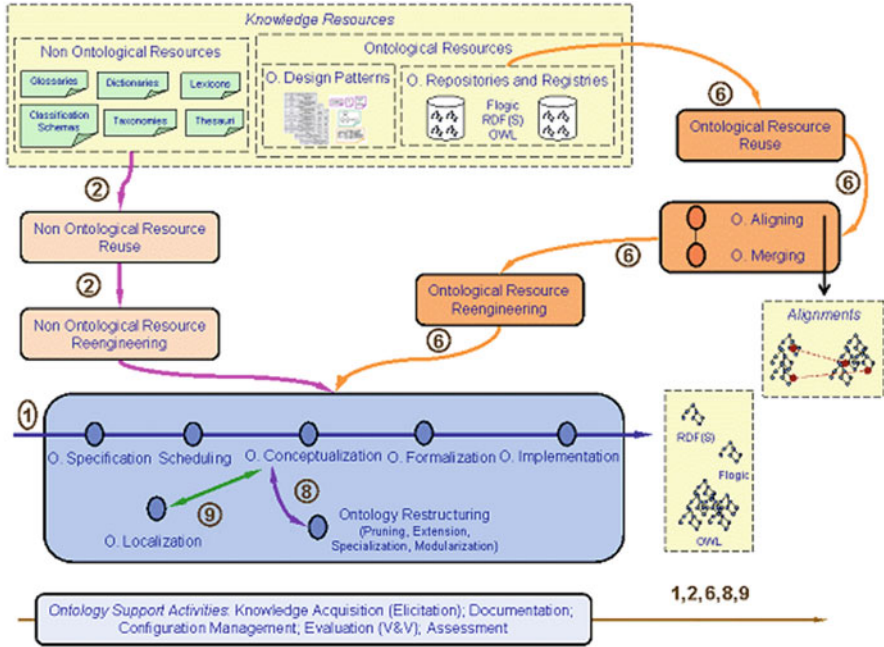 Knowledge Resources
Non Ontological Resources
Glossaries
Dictionaries
Lexicons
Classification
Schemas
Taxonomies
Thesauri
Ontological Resources
O. Design Patterns
O. Repositories and Registries
Flogic
RDF(S)
OWL
6
Ontological Resource
Reuse
6
O. Aligning
O. Merging
6
Alignments
2
Non Ontological Resource
Reuse
2
Non Ontological Resource
Reengineering
Ontological Resource
Reengineering
6
1
O. Specification
Scheduling
O. Conceptualization
O. Formalization
O. Implementation
9
8
O. Localization
Ontology Restructuring
(Pruning, Extension,
Specialization, Modularization)
RDF(S)
Flogic
OWL
1,2,6,8,9
Ontology Support Activities: Knowledge Acquisition (Elicitation); Documentation;
Configuration Management; Evaluation (V&V); Assessment